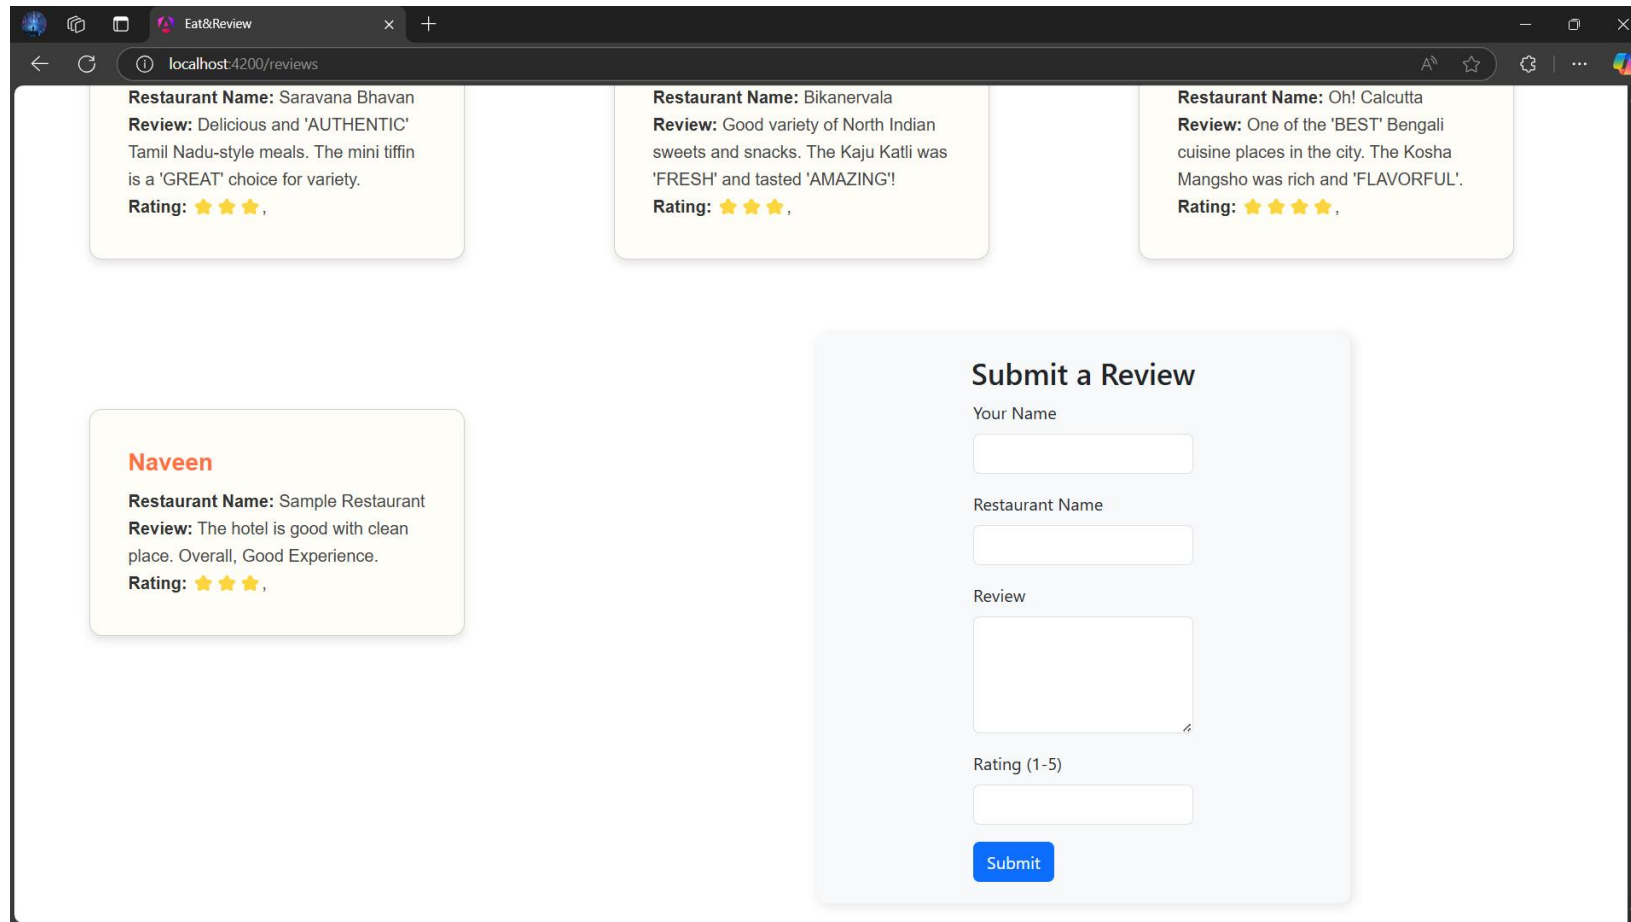 Eat&Review
localhost:4200/reviews
Restaurant Name: Saravana Bhavan
Review: Delicious and 'AUTHENTIC'
Tamil Nadu-style meals. The mini tiffin
is a 'GREAT' choice for variety.
Rating: ⭐⭐⭐,
Restaurant Name: Bikanervala
Review: Good variety of North Indian
sweets and snacks. The Kaju Katli was
'FRESH' and tasted 'AMAZING'!
Rating: ⭐⭐⭐,
Restaurant Name: Oh! Calcutta
Review: One of the 'BEST' Bengali
cuisine places in the city. The Kosha
Mangsho was rich and 'FLAVORFUL'.
Rating: ⭐⭐⭐⭐,
Naveen
Restaurant Name: Sample Restaurant
Review: The hotel is good with clean
place. Overall, Good Experience.
Rating: ⭐⭐⭐,
Submit a Review
Your Name
Restaurant Name
Review
Rating (1-5)
Submit